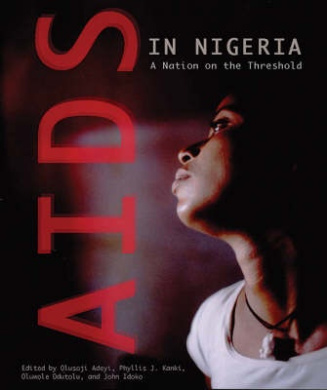 AIDS
IN NIGERIA
A Nation on the Threshold
Edited by Olusoji Adeyi, Phyllis J. Kanki,
Oluwole Odutolu, and John Idoko